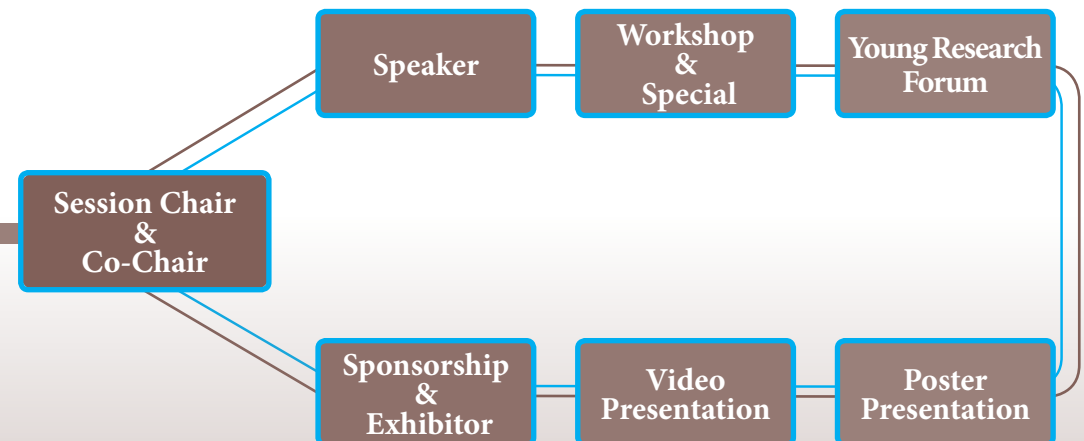 Speaker
Workshop
&
Special
Young Research
Forum
Session Chair
&
Co-Chair
Sponsorship
&
Exhibitor
Video
Presentation
Poster
Presentation